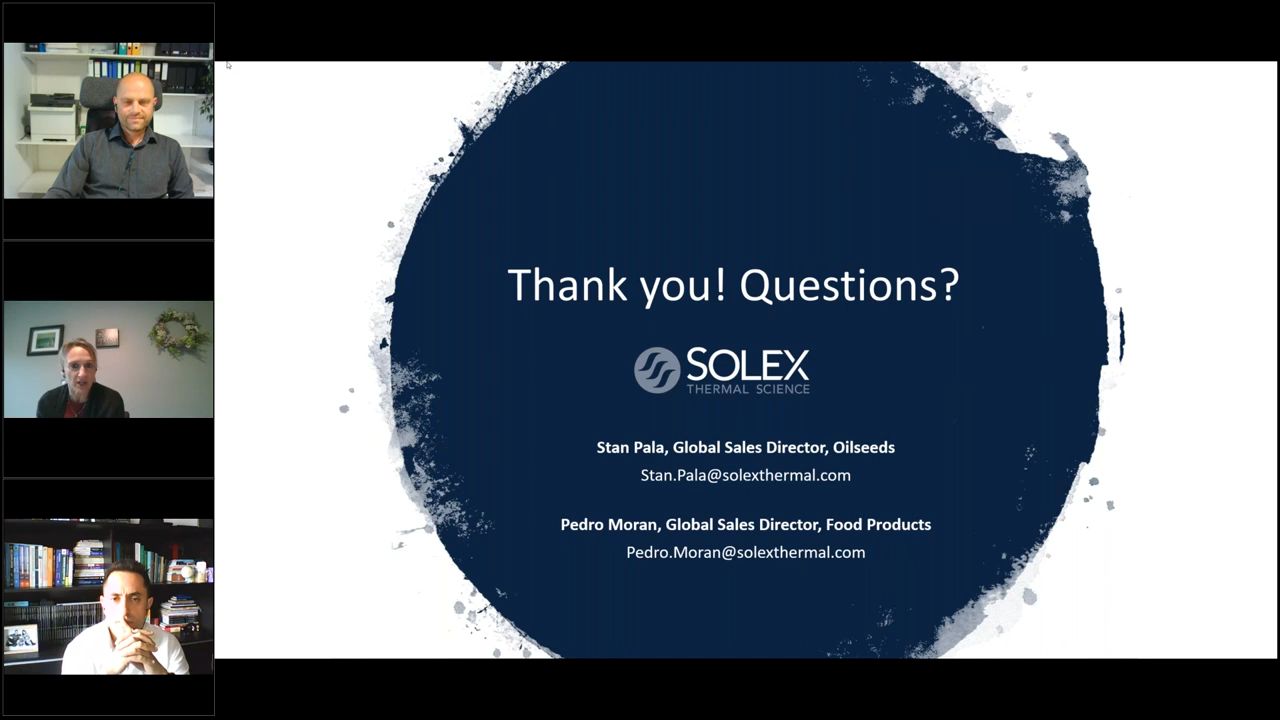 Thank you! Questions?
SOLEX
THERMAL SCIENCE
Stan Pala, Global Sales Director, Oilseeds
Stan.Pala@solexthermal.com
Pedro Moran, Global Sales Director, Food Products
Pedro.Moran@solexthermal.com